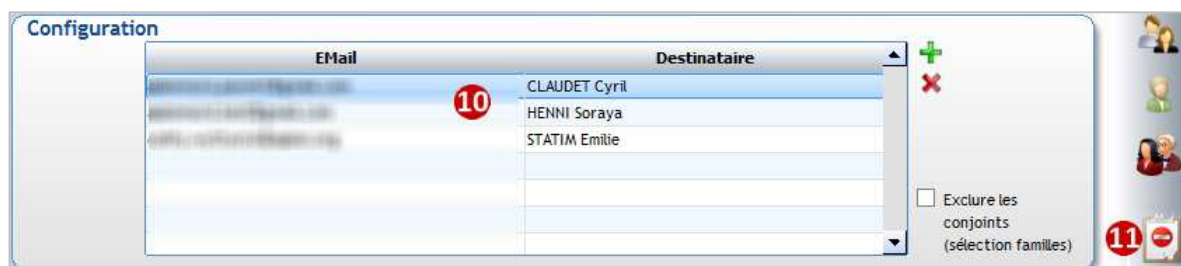 Configuration
EMail Destinataire
CLAUDET Cyril
10
HENNI Soraya
STATIM Emilie
Exclure les
conjoints
(sélection familles)
11